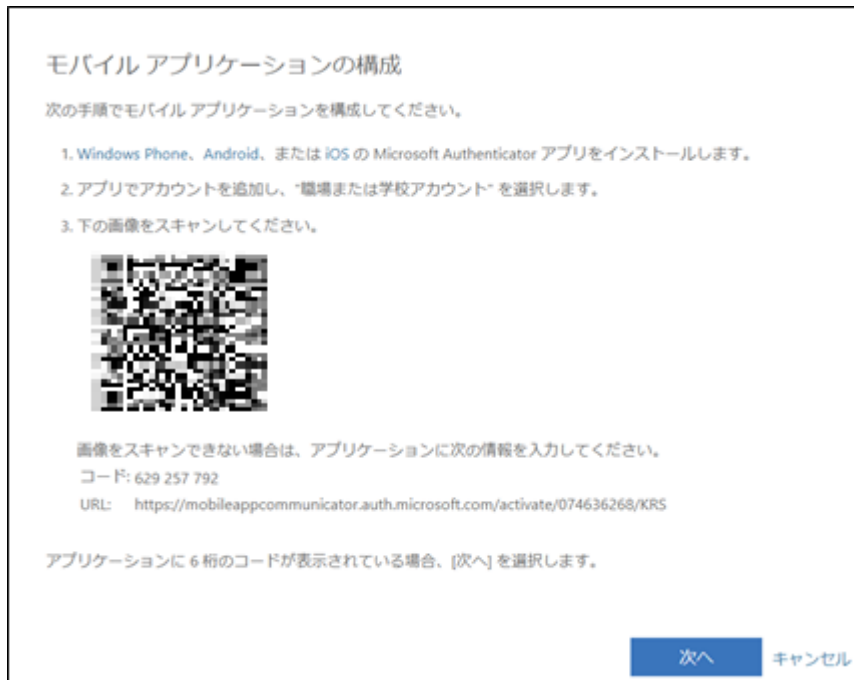 モバイル アプリケーションの構成
次の手順でモバイル アプリケーションを構成してください。
1. Windows Phone、Android、または iOS の Microsoft Authenticator アプリをインストールします。
2. アプリでアカウントを追加し、"職場または学校アカウント" を選択します。
3. 下の画像をスキャンしてください。
画像をスキャンできない場合は、アプリケーションに次の情報を入力してください。
コード: 629 257 792
URL: https://mobileappcommunicator.auth.microsoft.com/activate/074636268/KRS
アプリケーションに 6 桁のコードが表示されている場合、[次へ] を選択します。
次へ キャンセル